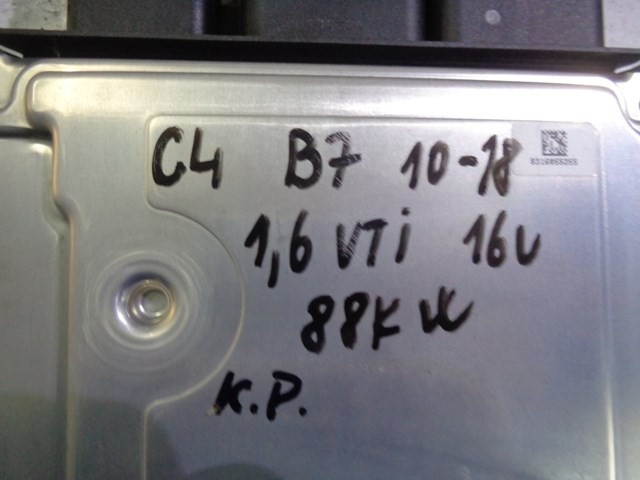 C4 B7 10-18
1,6 VTi 16V
88KW
K.P.